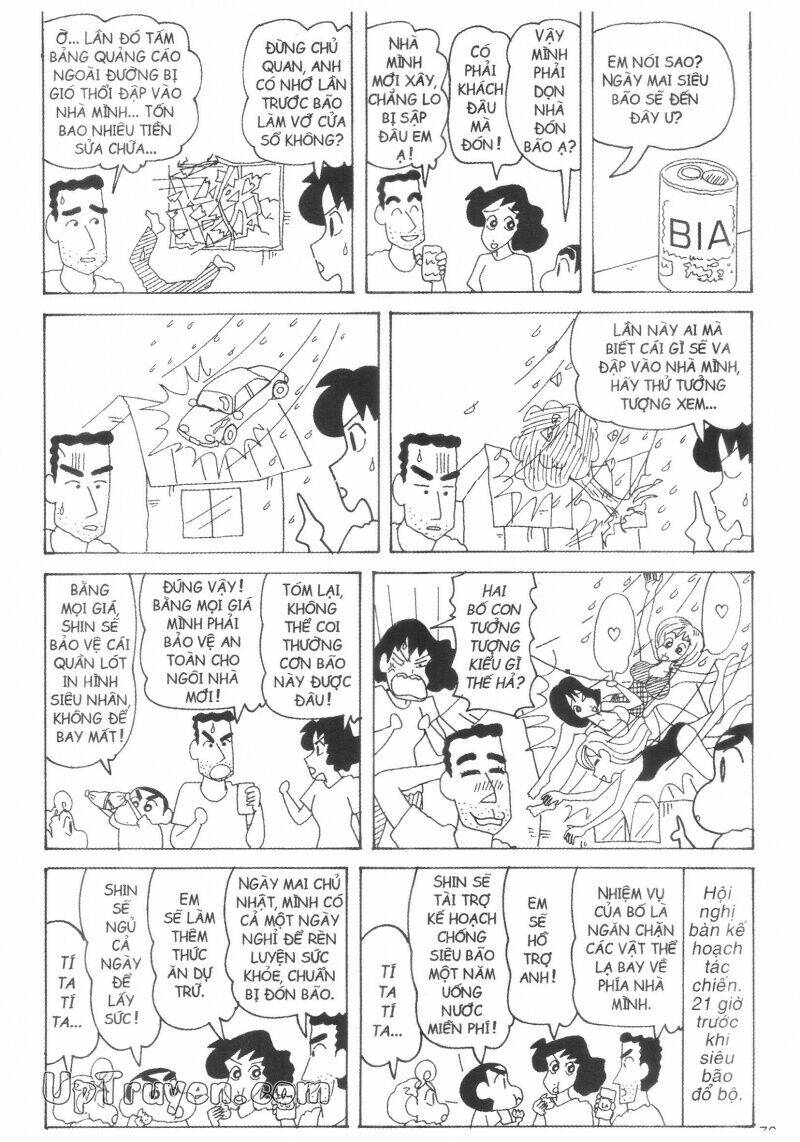 EM NÓI SAO?
NGÀY MAI SIÊU
BÃO SẼ ĐẾN
ĐÂY Ư?
BIA
VẬY
MÌNH
PHẢI
DỌN
NHÀ
ĐÓN
BÃO Ạ?
CÓ
PHẢI
KHÁCH
ĐÂU
MÀ
ĐÓN!
NHÀ
MÌNH
MỚI XÂY,
CHẲNG LO
BỊ SẬP
ĐÂU EM
Ạ!
ĐỪNG CHỦ
QUAN, ANH
CÓ NHỚ LẦN
TRƯỚC BÃO
LÀM VỠ CỬA
SỔ KHÔNG?
Ờ... LẦN ĐÓ TẤM
BẢNG QUẢNG CÁO
NGOÀI ĐƯỜNG BỊ
GIÓ THỔI ĐẬP VÀO
NHÀ MÌNH... TỐN
BAO NHIÊU TIỀN
SỬA CHỮA...
LẦN NÀY AI MÀ
BIẾT CÁI GÌ SẼ VA
ĐẬP VÀO NHÀ MÌNH,
HÃY THỬ TƯỞNG
TƯỢNG XEM...
HAI
BỐ CON
TƯỞNG
TƯỢNG
KIỂU GÌ
THẾ HẢ?
TÓM LẠI,
KHÔNG
THỂ COI
THƯỜNG
CƠN BÃO
NÀY ĐƯỢC
ĐÂU!
ĐÚNG VẬY!
BẰNG MỌI GIÁ
MÌNH PHẢI
BẢO VỆ AN
TOÀN CHO
NGÔI NHÀ
MỚI!
BẰNG
MỌI GIÁ,
SHIN SẼ
BẢO VỆ CÁI
QUẦN LÓT
IN HÌNH
SIÊU NHÂN,
KHÔNG ĐỂ
BAY MẤT!
Hội
nghị
bàn kế
hoạch
tác
chiến.
21 giờ
trước
khi
siêu
bão
đổ bộ.
NHIỆM VỤ
CỦA BỐ LÀ
NGĂN CHẶN
CÁC VẬT THỂ
LẠ BAY VỀ
PHÍA NHÀ
MÌNH.
EM
SẼ
HỖ
TRỢ
ANH!
SHIN SẼ
TÀI TRỢ
KẾ HOẠCH
CHỐNG
SIÊU BÃO
MỘT NĂM
UỐNG
NƯỚC
MIỄN PHÍ!
TÍ
TA
TÍ
TA...
NGÀY MAI CHỦ
NHẬT, MÌNH CÓ
CẢ MỘT NGÀY
NGHỈ ĐỂ RÈN
LUYỆN SỨC
KHỎE, CHUẨN
BỊ ĐÓN BÃO.
EM
SẼ LÀM
THÊM
THỨC
ĂN DỰ
TRỮ.
SHIN
SẼ
NGỦ
CẢ
NGÀY
ĐỂ
LẤY
SỨC!
TÍ
TA
TÍ
TA...
UpTruyen.com